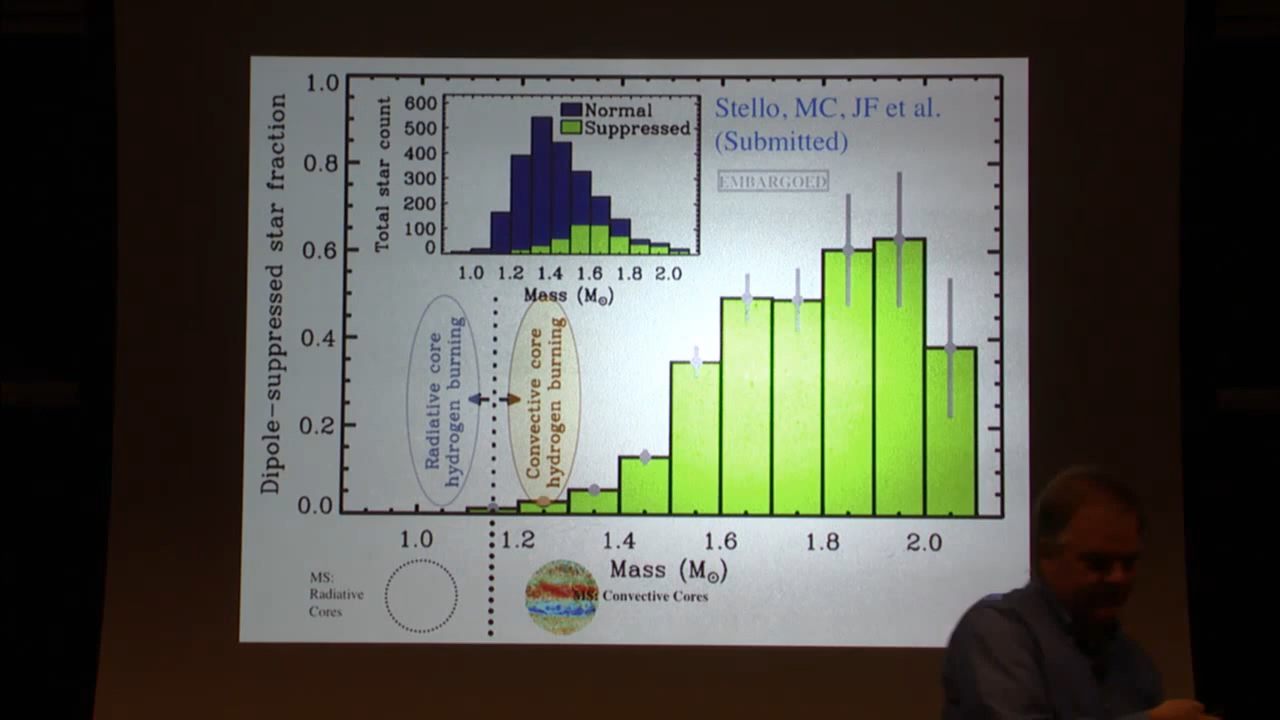 Dipole-suppressed star fraction
1.0
0.8
0.6
0.4
0.2
0.0
Total star count
600
500
400
300
200
100
0
Normal
Suppressed
1.0 1.2 1.4 1.6 1.8 2.0
Mass (M☉)
Stello, MC, JF et al.
(Submitted)
EMBARGOED
Radiative core
hydrogen burning
Convective core
hydrogen burning
1.0 1.2 1.4 1.6 1.8 2.0
Mass (M☉)
MS:
Radiative
Cores
MS: Convective Cores